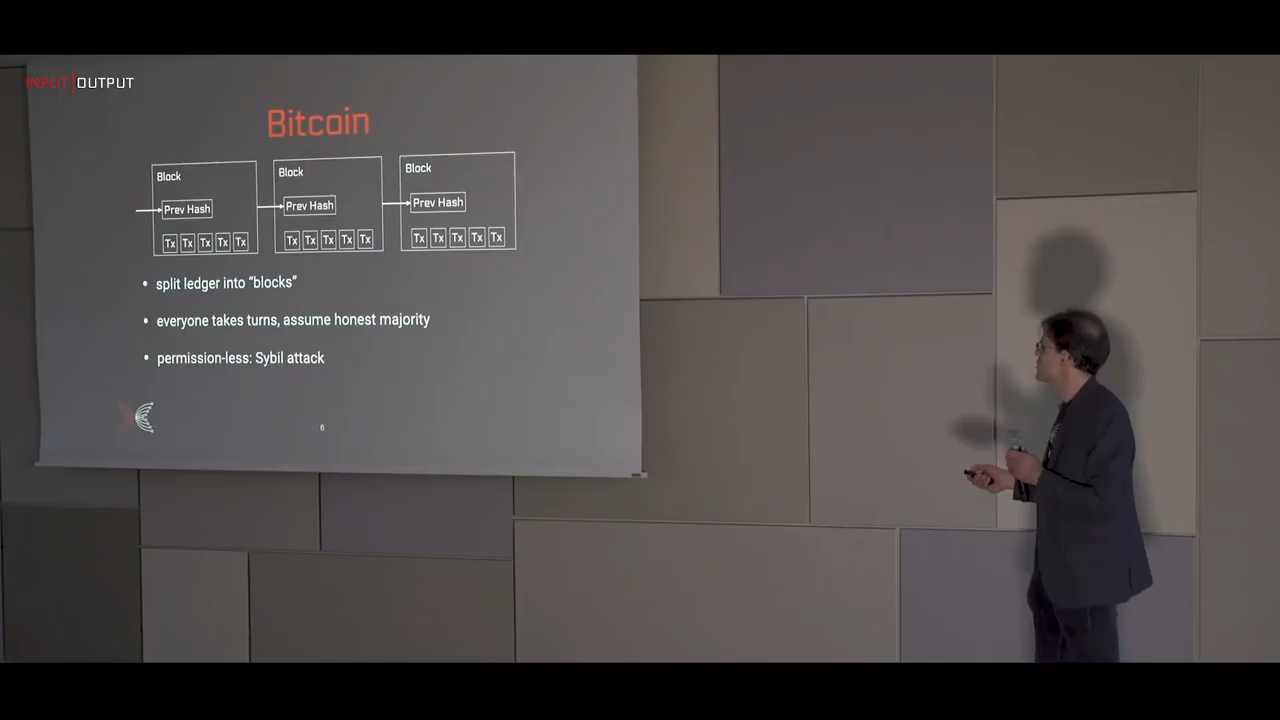 INPUT|OUTPUT
Bitcoin
Block
Block
Block
Prev Hash
Prev Hash
Prev Hash
Tx Tx Tx Tx Tx
Tx Tx Tx Tx Tx
Tx Tx Tx Tx Tx
• split ledger into “blocks”
• everyone takes turns, assume honest majority
• permission-less: Sybil attack
6